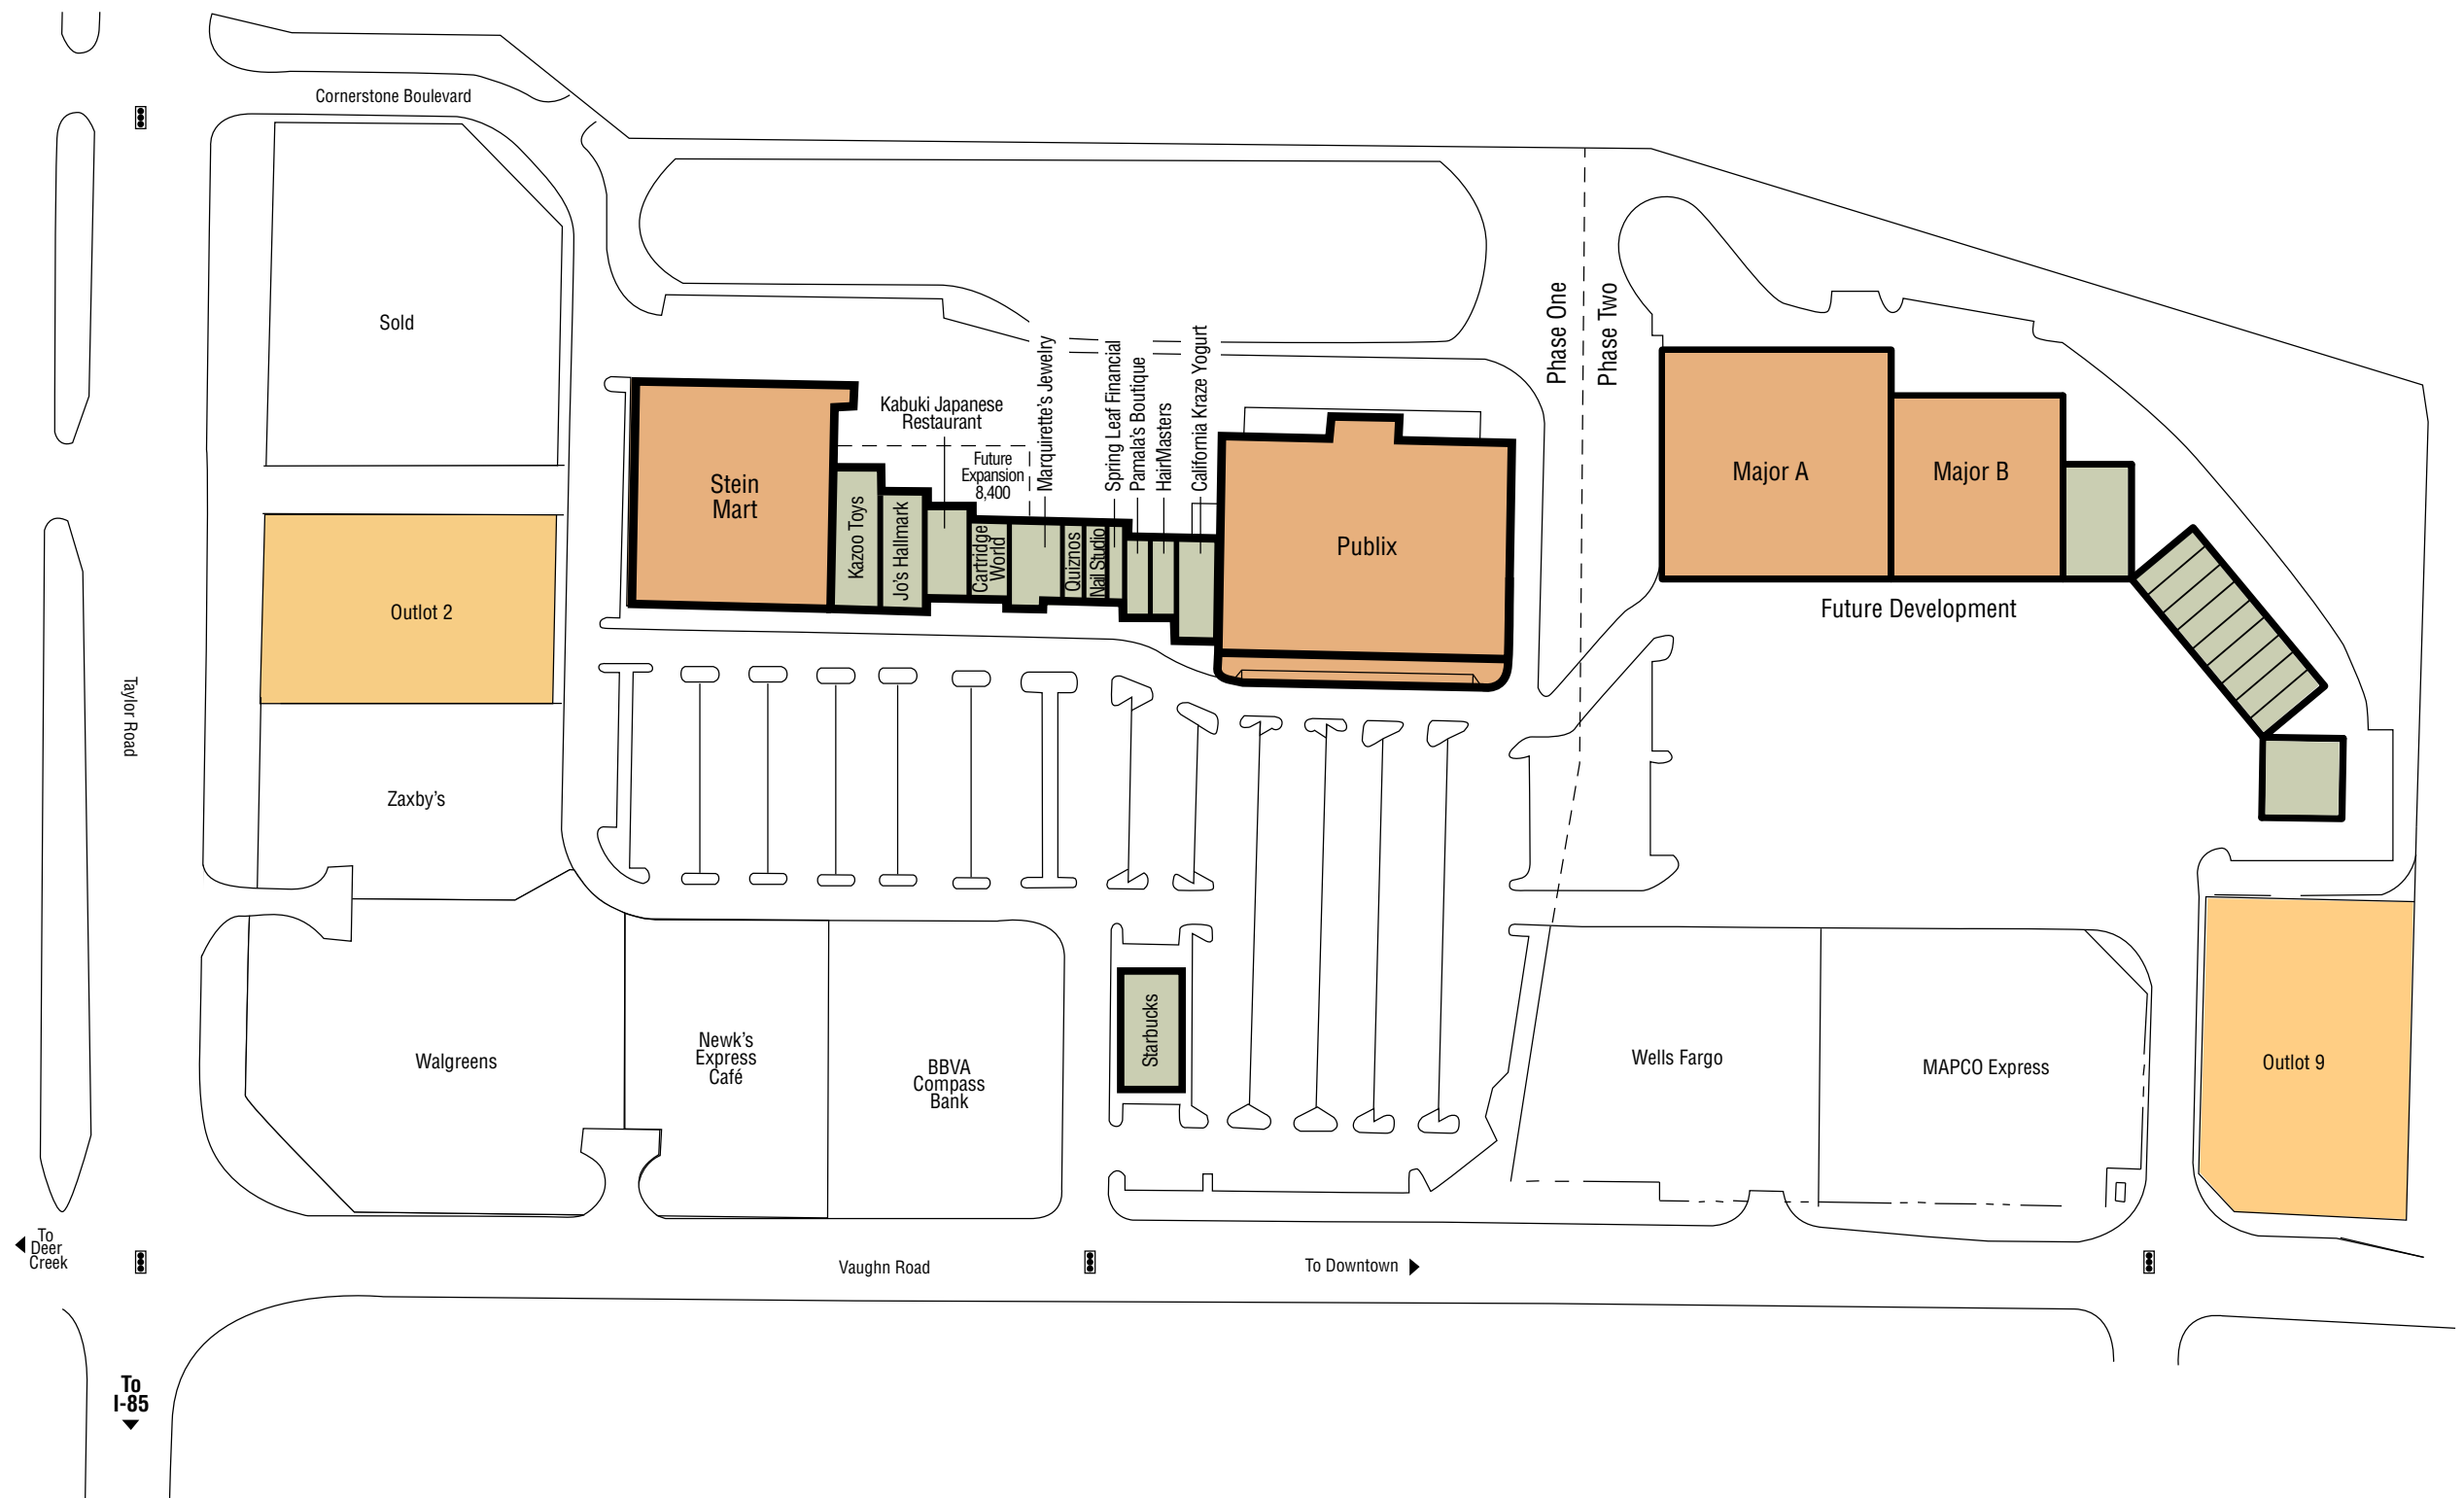 Cornerstone Boulevard
Sold
Phase One
Phase Two
Marquirette's Jewelry
Spring Leaf Financial
Pamala's Boutique
HairMasters
California Kraze Yogurt
Kabuki Japanese
Restaurant
Future
Expansion
8,400
Stein
Mart
Kazoo Toys
Jo's Hallmark
Cartridge
World
Quiznos
Nail Studio
Publix
Major A
Major B
Future Development
Outlot 2
Taylor Road
Zaxby's
Walgreens
Newk's
Express
Café
BBVA
Compass
Bank
Starbucks
Wells Fargo
MAPCO Express
Outlot 9
To
Deer
Creek
Vaughn Road
To Downtown
To
I-85